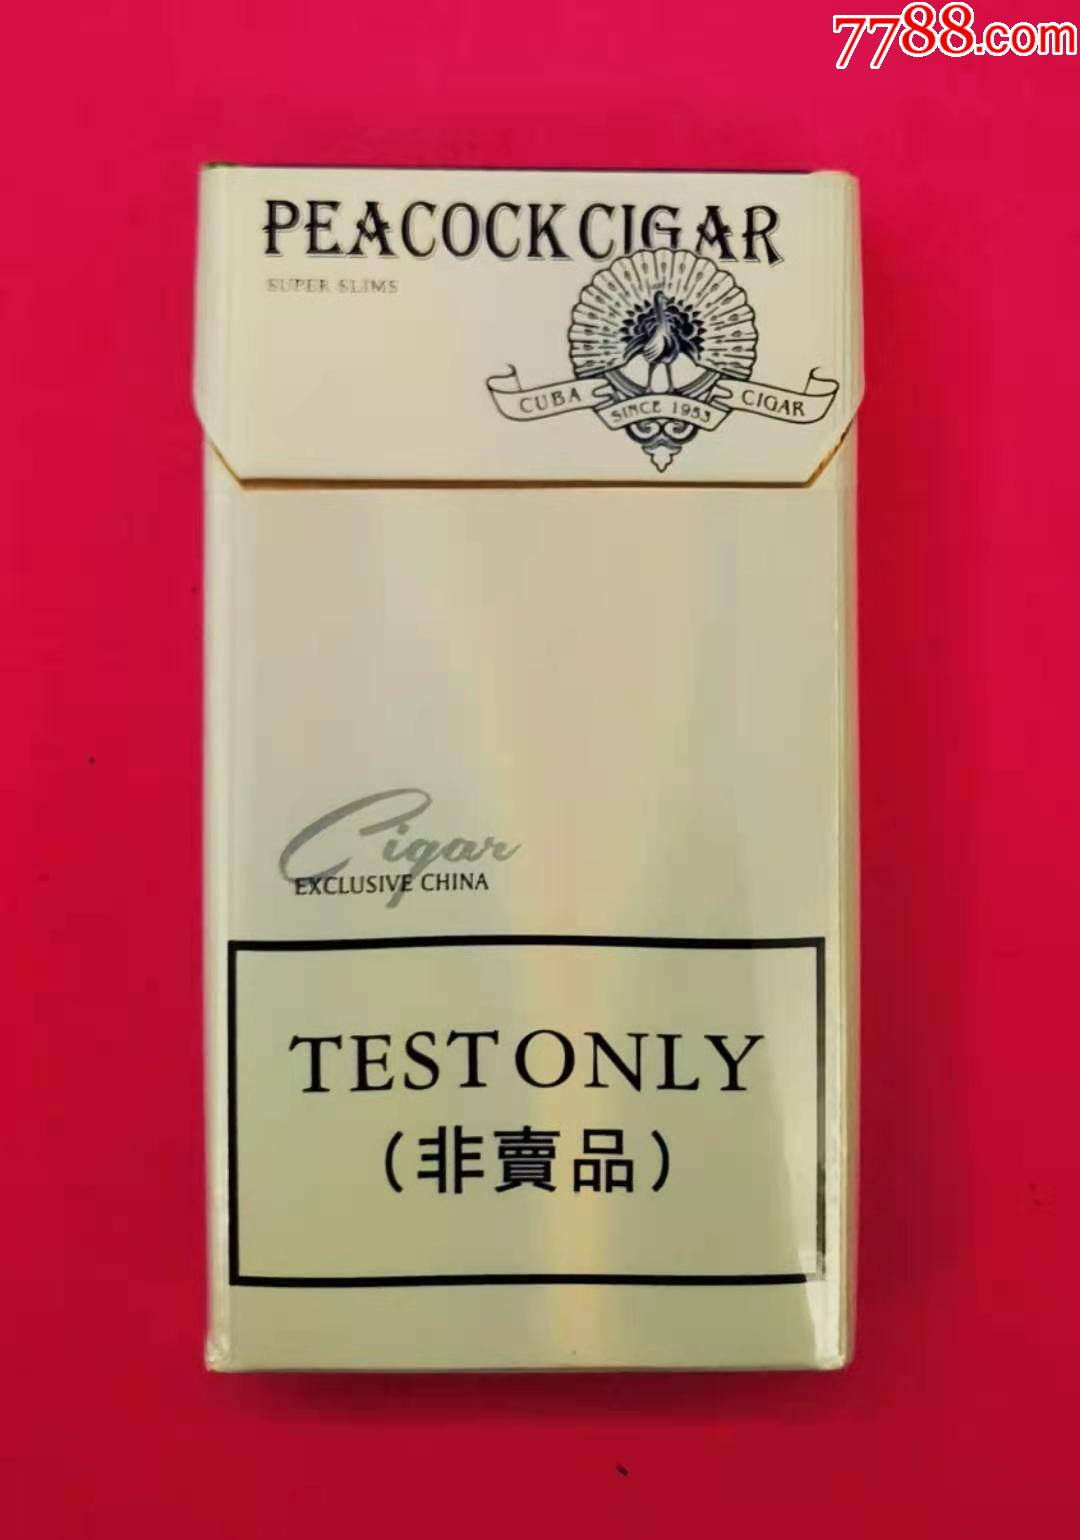 7788.com
PEACOCK CIGAR
SUPER SLIMS
CUBA CIGAR
SINCE 1953
Cigar
EXCLUSIVE CHINA
TEST ONLY
(非賣品)